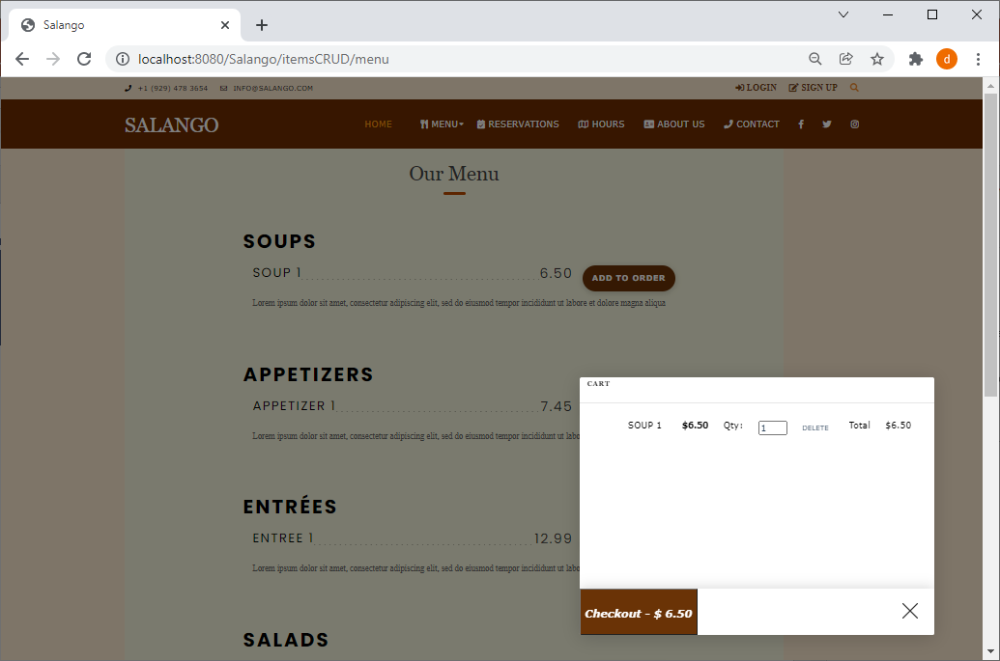 Salango
localhost:8080/Salango/itemsCRUD/menu
d
+1 (929) 478 3654 INFO@SALANGO.COM LOGIN SIGN UP
SALANGO HOME MENU RESERVATIONS HOURS ABOUT US CONTACT
Our Menu
SOUPS
SOUP 1 6.50 ADD TO ORDER
Lorem ipsum dolor sit amet, consectetur adipiscing elit, sed do eiusmod tempor incididunt ut labore et dolore magna aliqua
APPETIZERS
APPETIZER 1 7.45
Lorem ipsum dolor sit amet, consectetur adipiscing elit, sed do eiusmod tempor incididunt ut labo
ENTRÉES
ENTREE 1 12.99
Lorem ipsum dolor sit amet, consectetur adipiscing elit, sed do eiusmod tempor incididunt ut labo
SALADS
CART
SOUP 1 $6.50 Qty: 1 DELETE Total $6.50
Checkout - $ 6.50